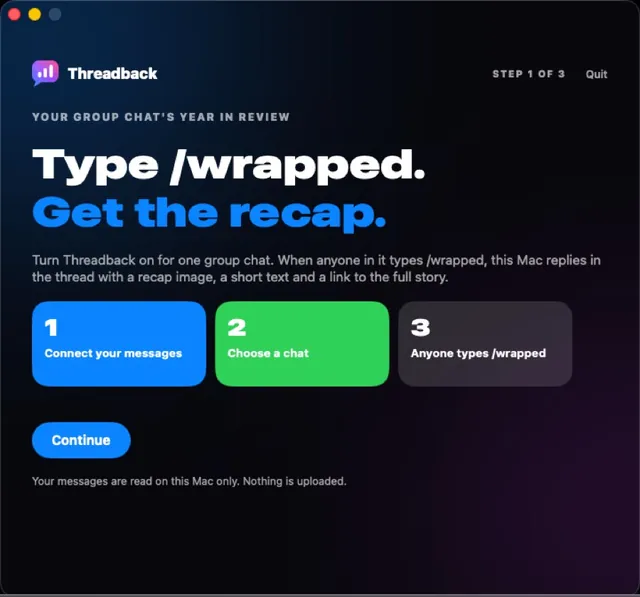 Threadback
STEP 1 OF 3
Quit
YOUR GROUP CHAT'S YEAR IN REVIEW
Type /wrapped.
Get the recap.
Turn Threadback on for one group chat. When anyone in it types /wrapped, this Mac replies in
the thread with a recap image, a short text and a link to the full story.
1
Connect your messages
2
Choose a chat
3
Anyone types /wrapped
Continue
Your messages are read on this Mac only. Nothing is uploaded.